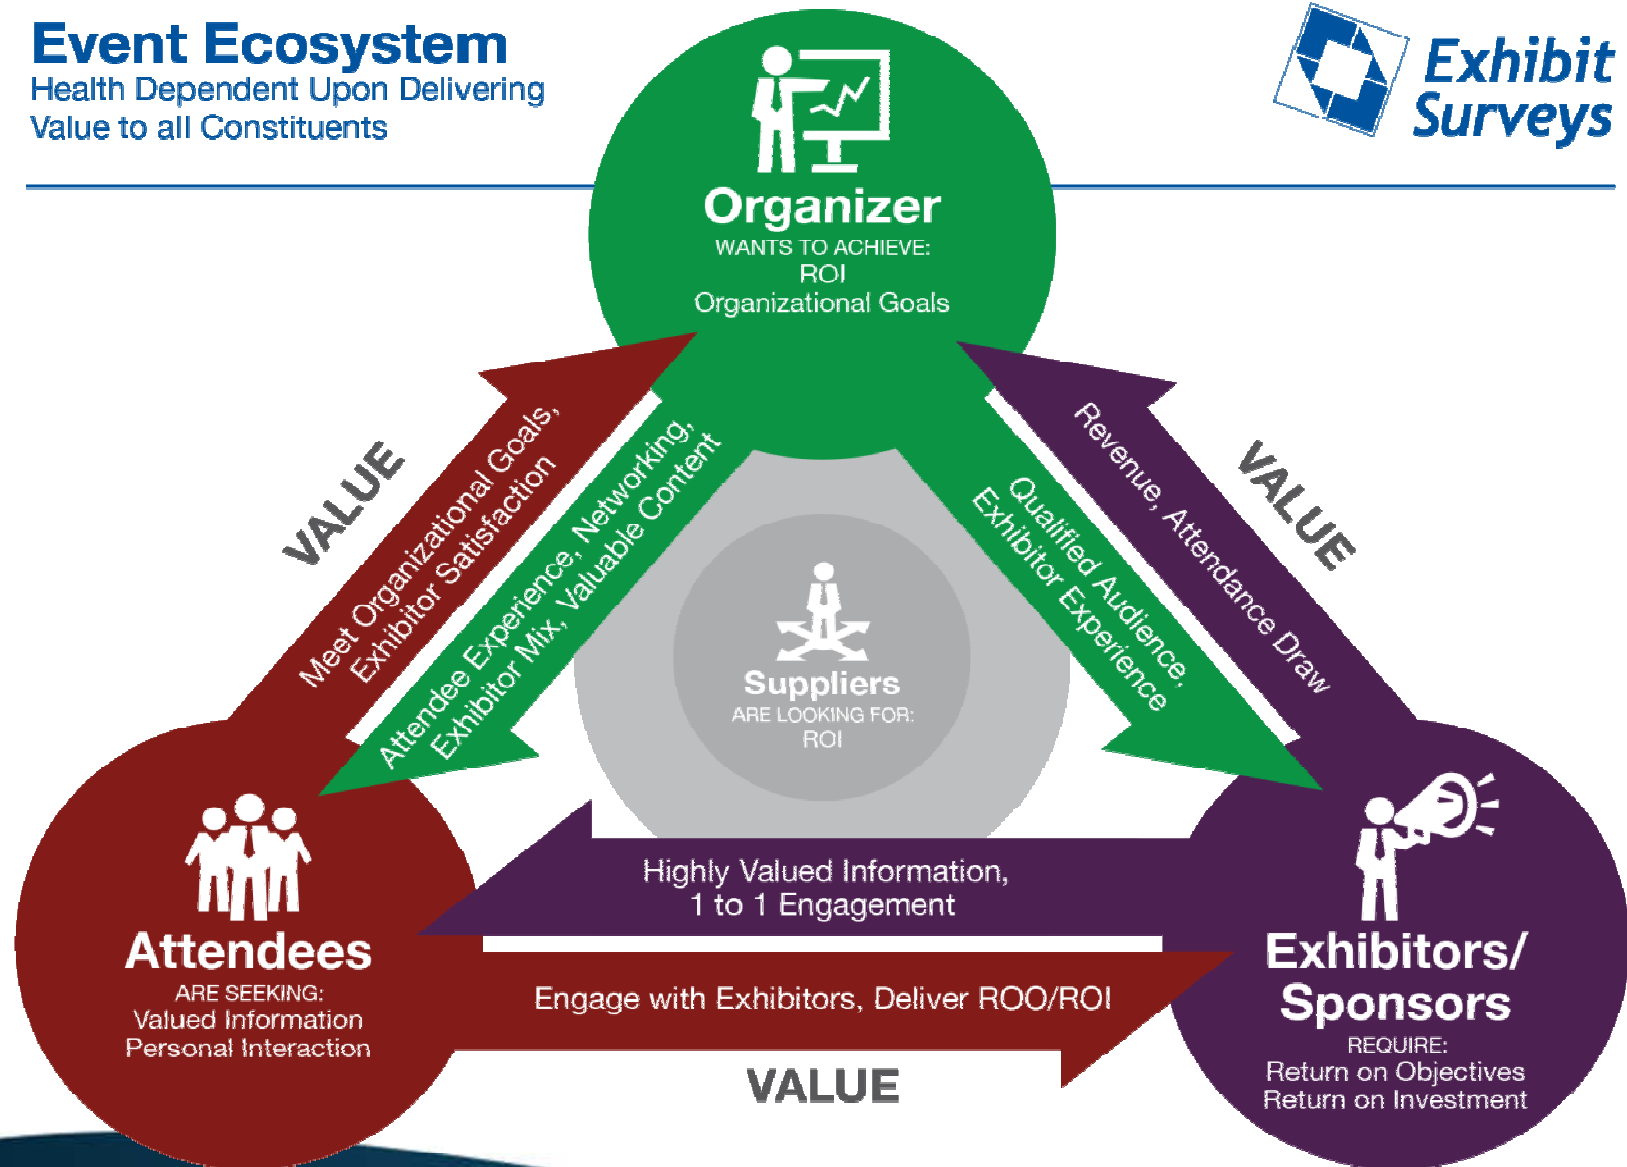 Event Ecosystem
Health Dependent Upon Delivering
Value to all Constituents
Exhibit
Surveys
Organizer
WANTS TO ACHIEVE:
ROI
Organizational Goals
VALUE
Meet Organizational Goals,
Exhibitor Satisfaction
Attendee Experience, Networking,
Exhibitor Mix, Valuable Content
Qualified Audience,
Exhibitor Experience
Revenue, Attendance Draw
VALUE
Suppliers
ARE LOOKING FOR:
ROI
Highly Valued Information,
1 to 1 Engagement
Engage with Exhibitors, Deliver ROO/ROI
VALUE
Attendees
ARE SEEKING:
Valued Information
Personal Interaction
Exhibitors/
Sponsors
REQUIRE:
Return on Objectives
Return on Investment